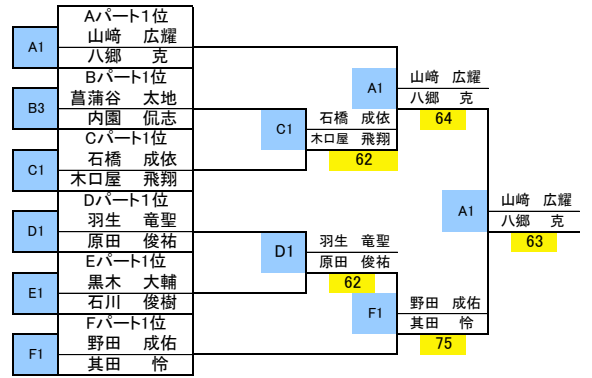 Aパート1位
A1
山﨑　広耀
八郷　克
Bパート1位
B3
菖蒲谷　太地
内園　侃志
Cパート1位
C1
石橋　成依
木口屋　飛翔
Dパート1位
D1
羽生　竜聖
原田　俊祐
Eパート1位
E1
黒木　大輔
石川　俊樹
Fパート1位
F1
野田　成佑
其田　怜
C1
石橋　成依
木口屋　飛翔
62
D1
羽生　竜聖
原田　俊祐
62
A1
山﨑　広耀
八郷　克
64
F1
野田　成佑
其田　怜
75
A1
山﨑　広耀
八郷　克
63